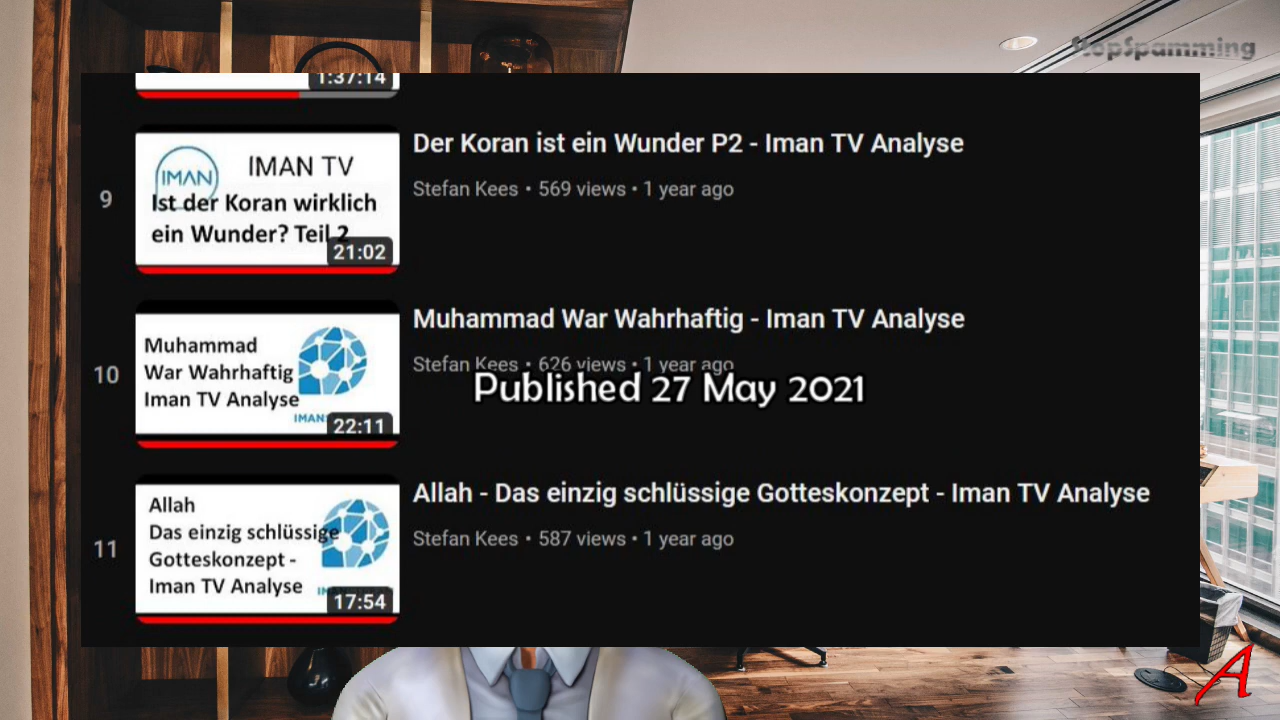 StopSpamming
1:37:14
9
IMAN
IMAN TV
Ist der Koran wirklich
ein Wunder? Teil 2
21:02
Der Koran ist ein Wunder P2 - Iman TV Analyse
Stefan Kees • 569 views • 1 year ago
10
Muhammad
War Wahrhaftig
Iman TV Analyse
IMAN
22:11
Muhammad War Wahrhaftig - Iman TV Analyse
Stefan Kees • 626 views • 1 year ago
Published 27 May 2021
11
Allah
Das einzig schlüssige
Gotteskonzept -
Iman TV Analyse
17:54
Allah - Das einzig schlüssige Gotteskonzept - Iman TV Analyse
Stefan Kees • 587 views • 1 year ago
A